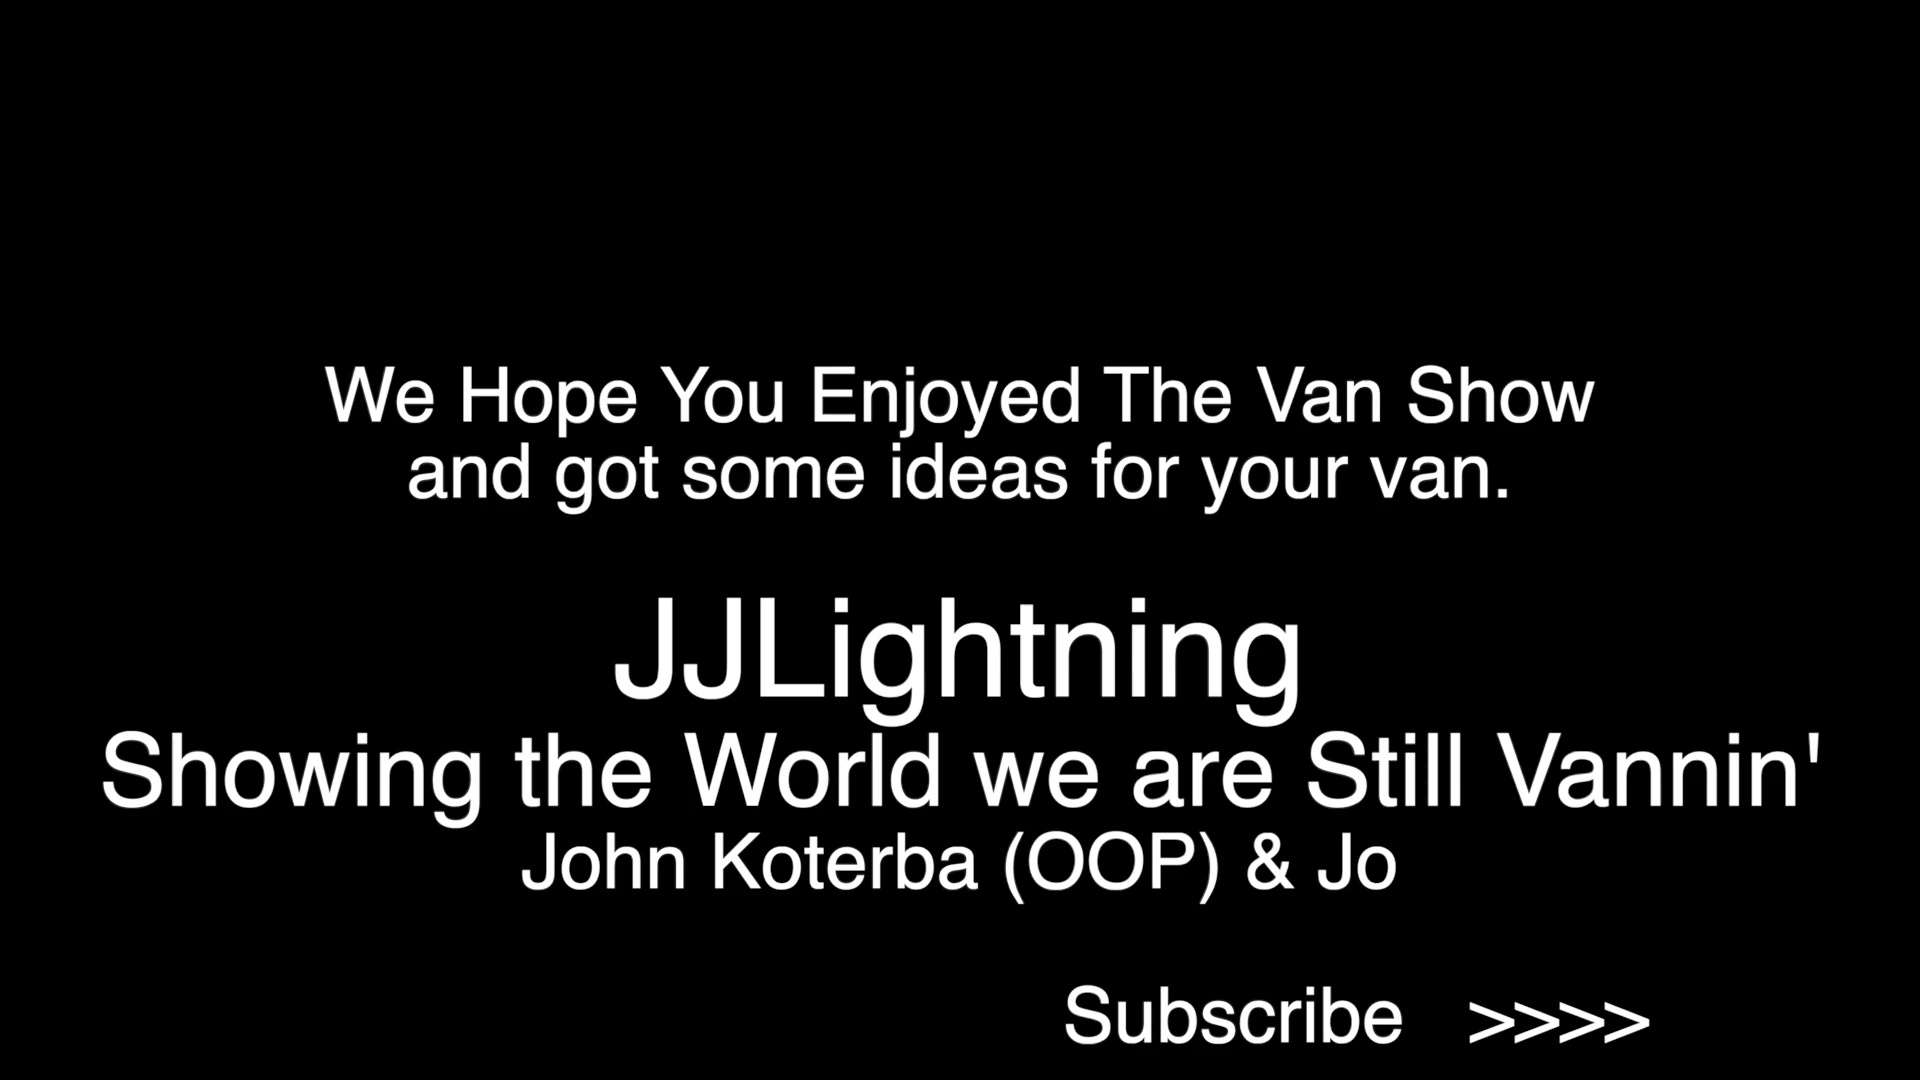 We Hope You Enjoyed The Van Show
and got some ideas for your van.
JJLightning
Showing the World we are Still Vannin'
John Koterba (OOP) & Jo
Subscribe >>>>